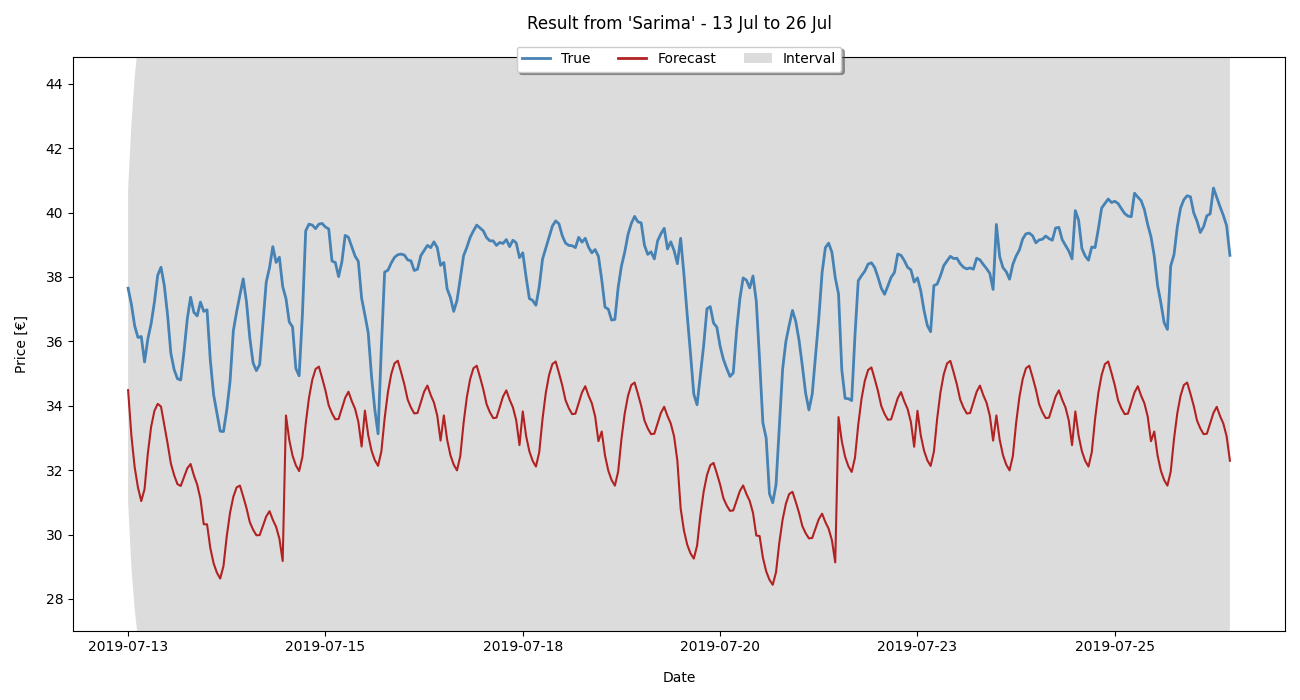 Result from 'Sarima' - 13 Jul to 26 Jul
True Forecast Interval
44
42
40
38
36
34
32
30
28
Price [€]
2019-07-13 2019-07-15 2019-07-18 2019-07-20 2019-07-23 2019-07-25
Date